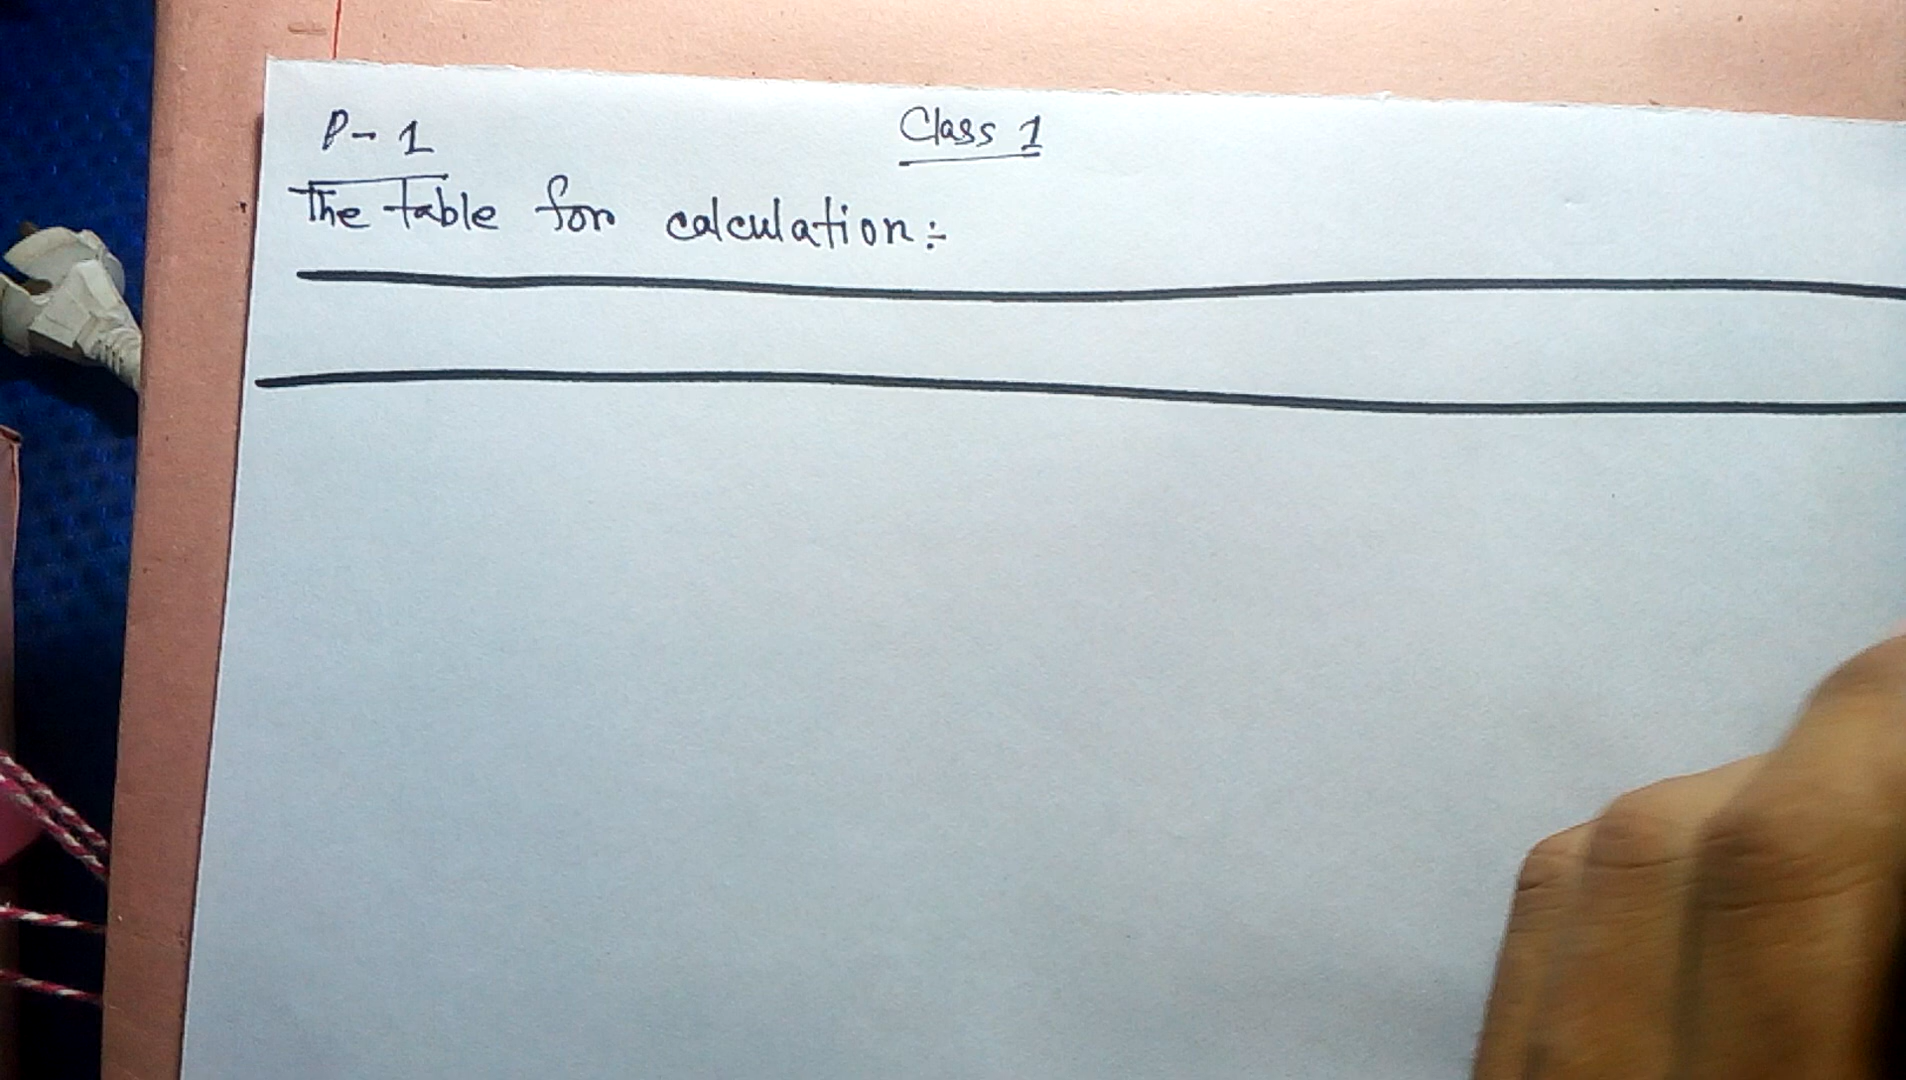 P-1
Class 1
The table for calculation:-